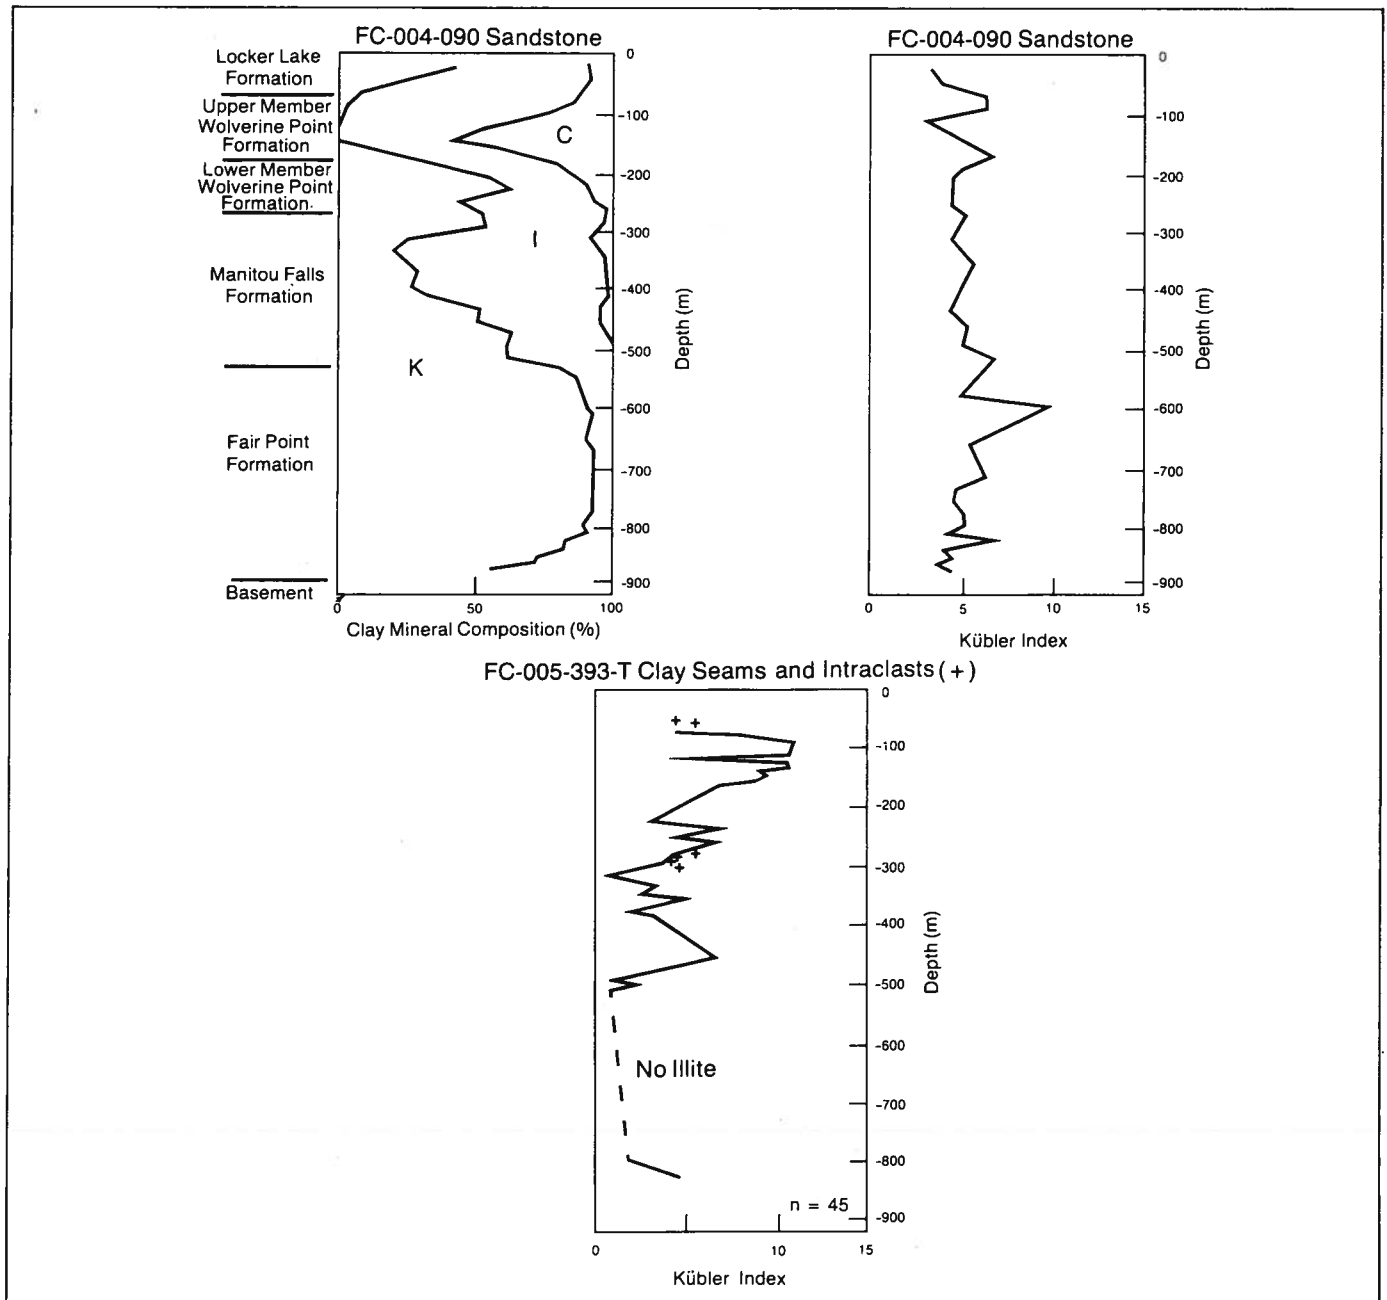 FC-004-090 Sandstone
Locker Lake
Formation
Upper Member
Wolverine Point
Formation
Lower Member
Wolverine Point
Formation
Manitou Falls
Formation
Fair Point
Formation
Basement
C
I
K
0
-100
-200
-300
-400
-500
-600
-700
-800
-900
Depth (m)
0
50
100
Clay Mineral Composition (%)
FC-004-090 Sandstone
0
-100
-200
-300
-400
-500
-600
-700
-800
-900
Depth (m)
0
5
10
15
Kübler Index
FC-005-393-T Clay Seams and Intraclasts (+)
0
-100
-200
-300
-400
-500
-600
-700
-800
-900
Depth (m)
No Illite
n = 45
0
10
15
Kübler Index